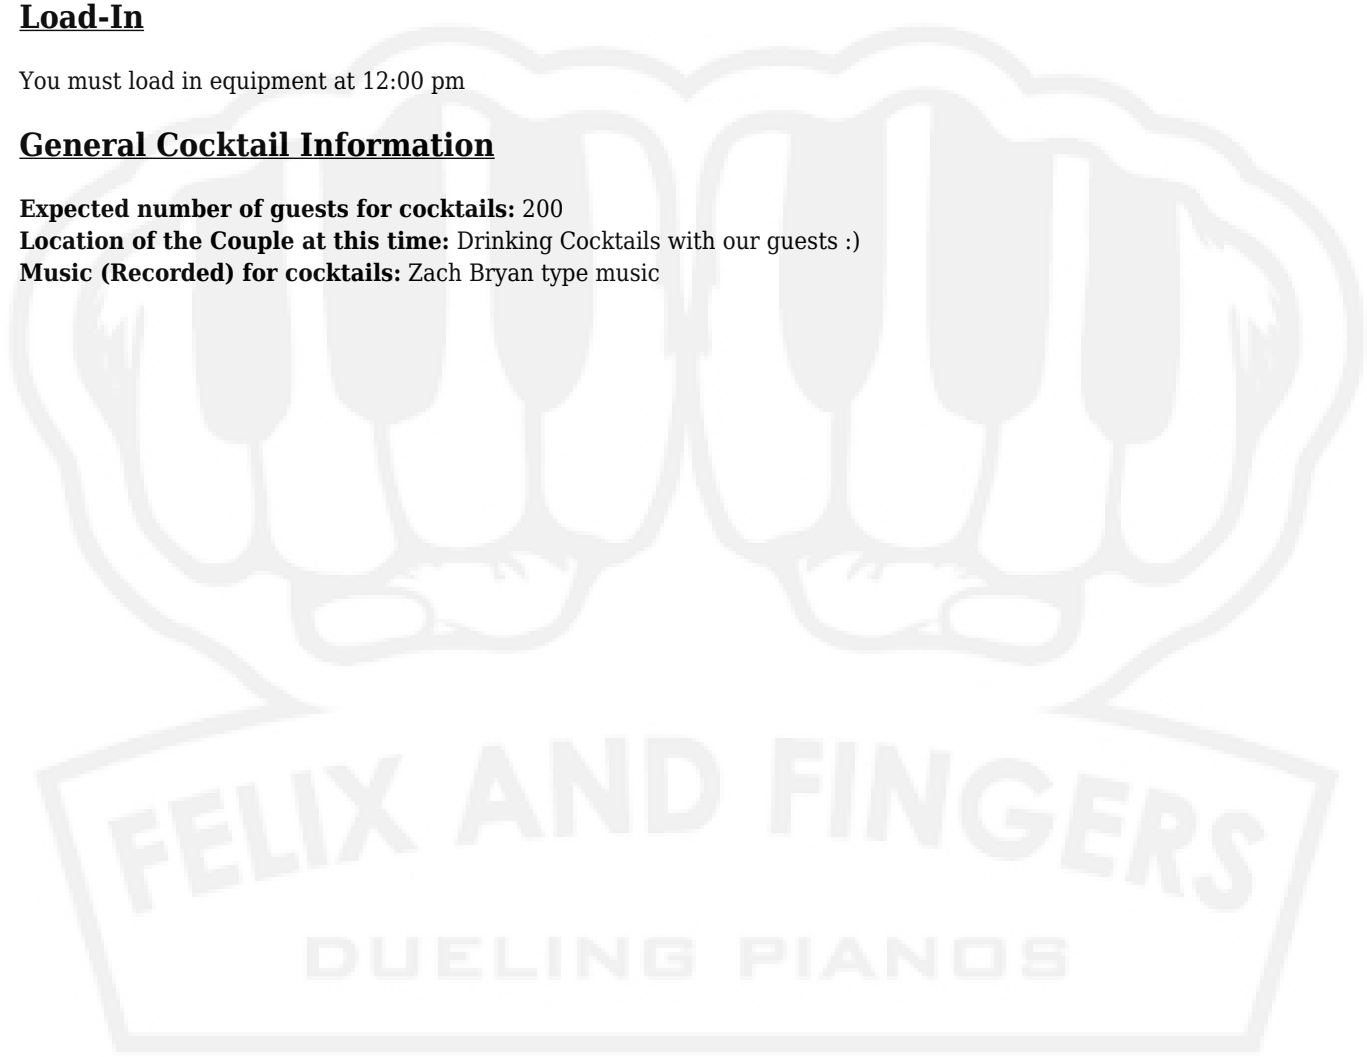 Load-In
You must load in equipment at 12:00 pm
General Cocktail Information
Expected number of guests for cocktails: 200
Location of the Couple at this time: Drinking Cocktails with our guests :)
Music (Recorded) for cocktails: Zach Bryan type music
FELIX AND FINGERS
DUELING PIANOS